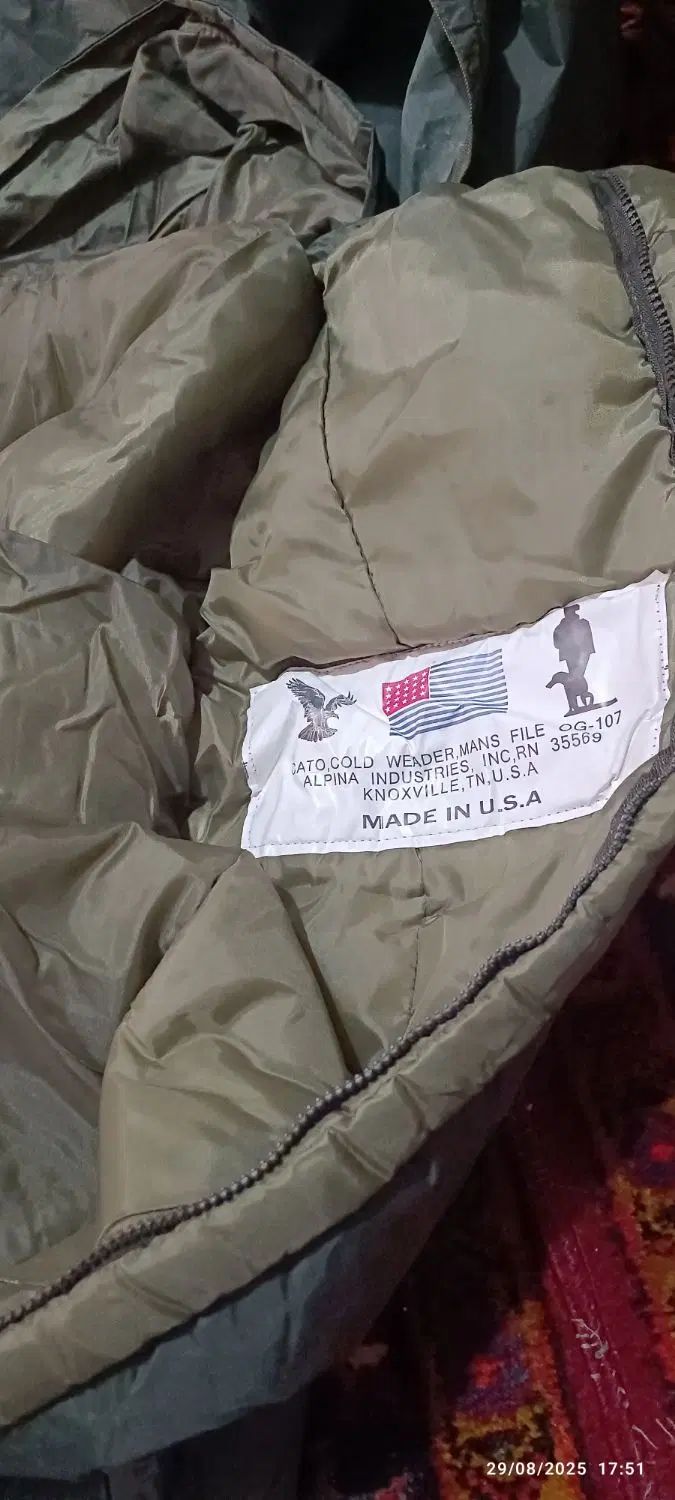 CATO,COLD WEADER,MANS FILE OG-107
ALPINA INDUSTRIES, INC,RN 35569
KNOXVILLE,TN,U.S.A
MADE IN U.S.A
29/08/2025 17:51